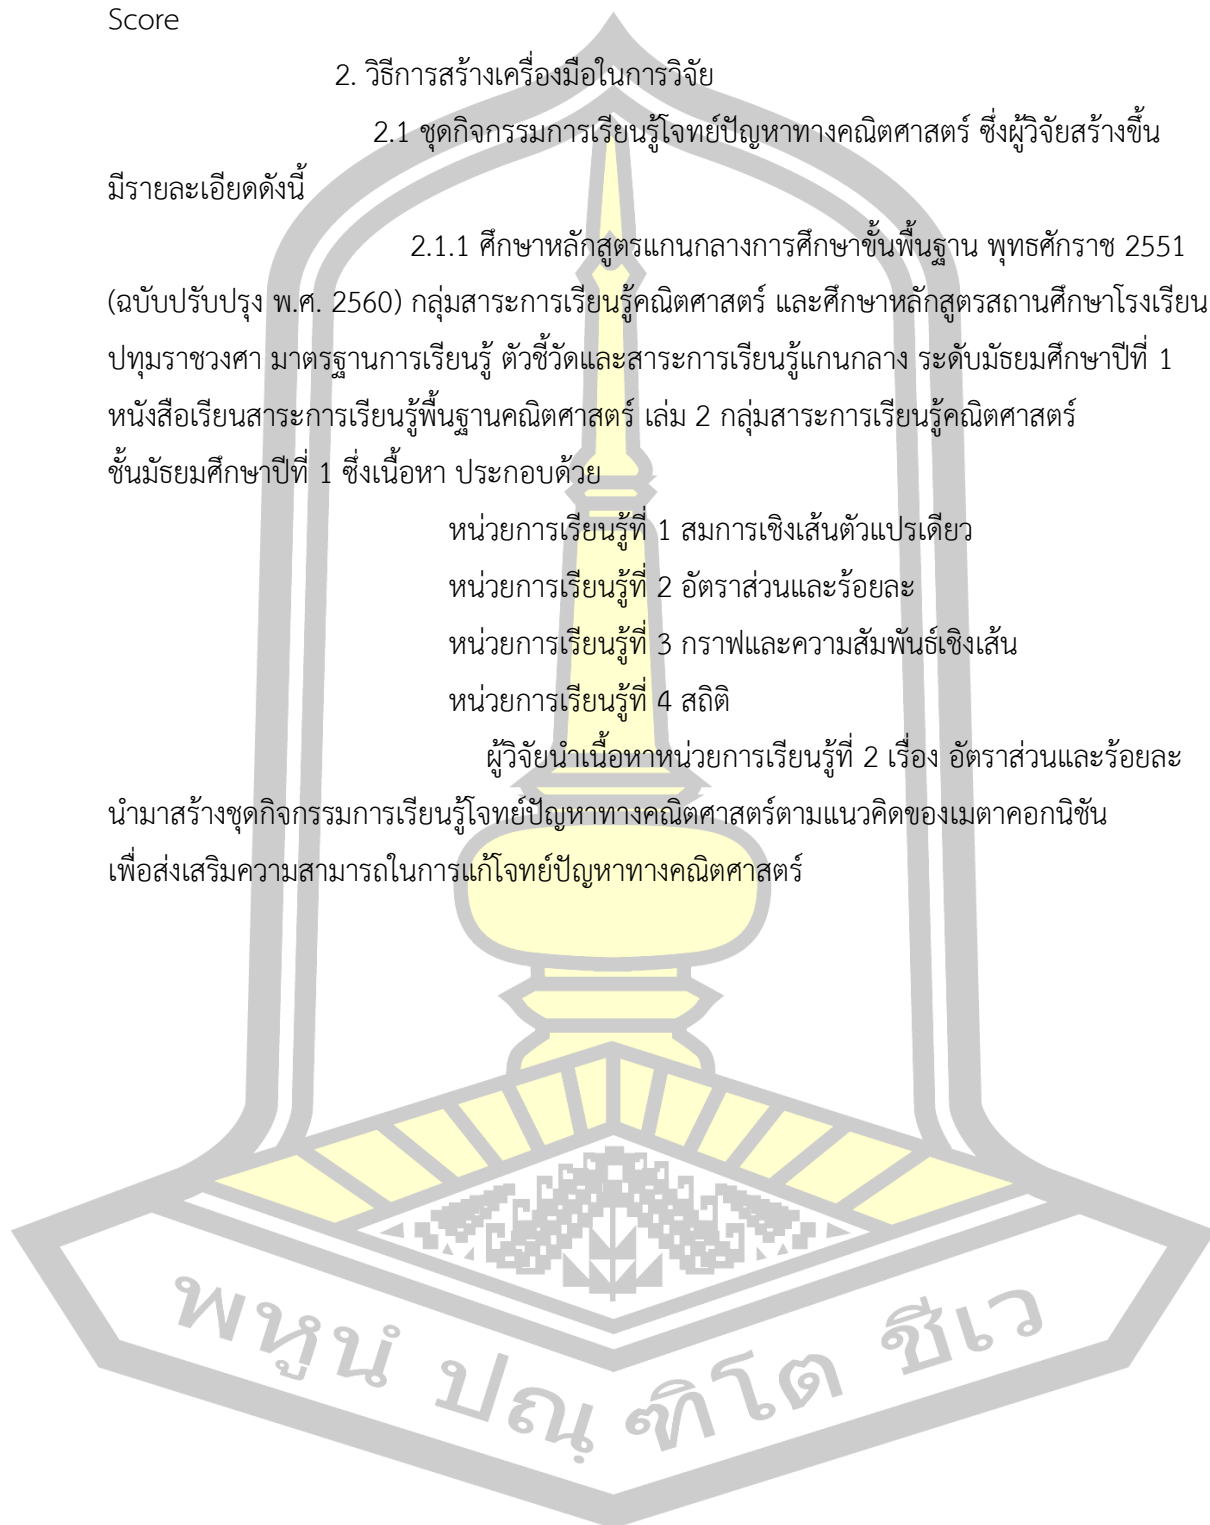 Score
2. วิธีการสร้างเครื่องมือในการวิจัย
2.1 ชุดกิจกรรมการเรียนรู้โจทย์ปัญหาทางคณิตศาสตร์ ซึ่งผู้วิจัยสร้างขึ้น
มีรายละเอียดดังนี้
2.1.1 ศึกษาหลักสูตรแกนกลางการศึกษาขั้นพื้นฐาน พุทธศักราช 2551
(ฉบับปรับปรุง พ.ศ. 2560) กลุ่มสาระการเรียนรู้คณิตศาสตร์ และศึกษาหลักสูตรสถานศึกษาโรงเรียน
ปทุมราชวงศา มาตรฐานการเรียนรู้ ตัวชี้วัดและสาระการเรียนรู้แกนกลาง ระดับมัธยมศึกษาปีที่ 1
หนังสือเรียนสาระการเรียนรู้พื้นฐานคณิตศาสตร์ เล่ม 2 กลุ่มสาระการเรียนรู้คณิตศาสตร์
ชั้นมัธยมศึกษาปีที่ 1 ซึ่งเนื้อหา ประกอบด้วย
หน่วยการเรียนรู้ที่ 1 สมการเชิงเส้นตัวแปรเดียว
หน่วยการเรียนรู้ที่ 2 อัตราส่วนและร้อยละ
หน่วยการเรียนรู้ที่ 3 กราฟและความสัมพันธ์เชิงเส้น
หน่วยการเรียนรู้ที่ 4 สถิติ
ผู้วิจัยนำเนื้อหาหน่วยการเรียนรู้ที่ 2 เรื่อง อัตราส่วนและร้อยละ
นำมาสร้างชุดกิจกรรมการเรียนรู้โจทย์ปัญหาทางคณิตศาสตร์ตามแนวคิดของเมตาคอกนิชัน
เพื่อส่งเสริมความสามารถในการแก้โจทย์ปัญหาทางคณิตศาสตร์
พหูนํ ปณฺ ฑิโต ชีเว